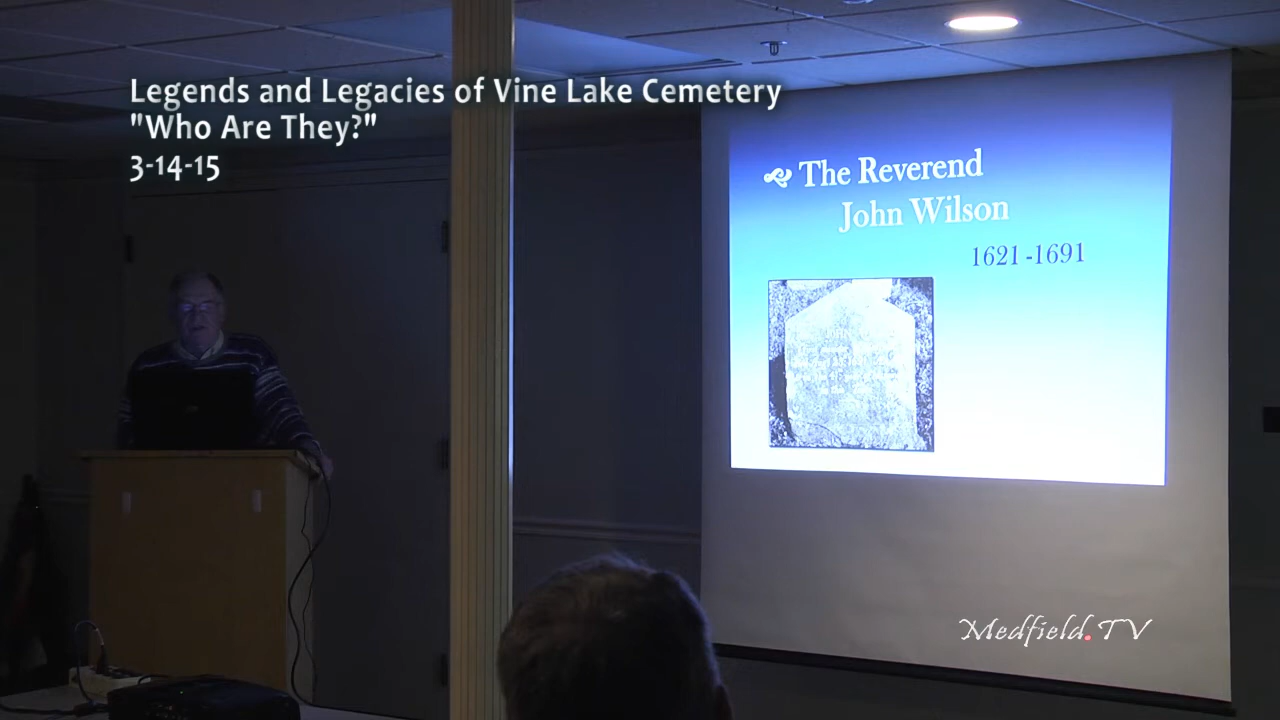 Legends and Legacies of Vine Lake Cemetery
"Who Are They?"
3-14-15
The Reverend
John Wilson
1621-1691
Medfield.TV